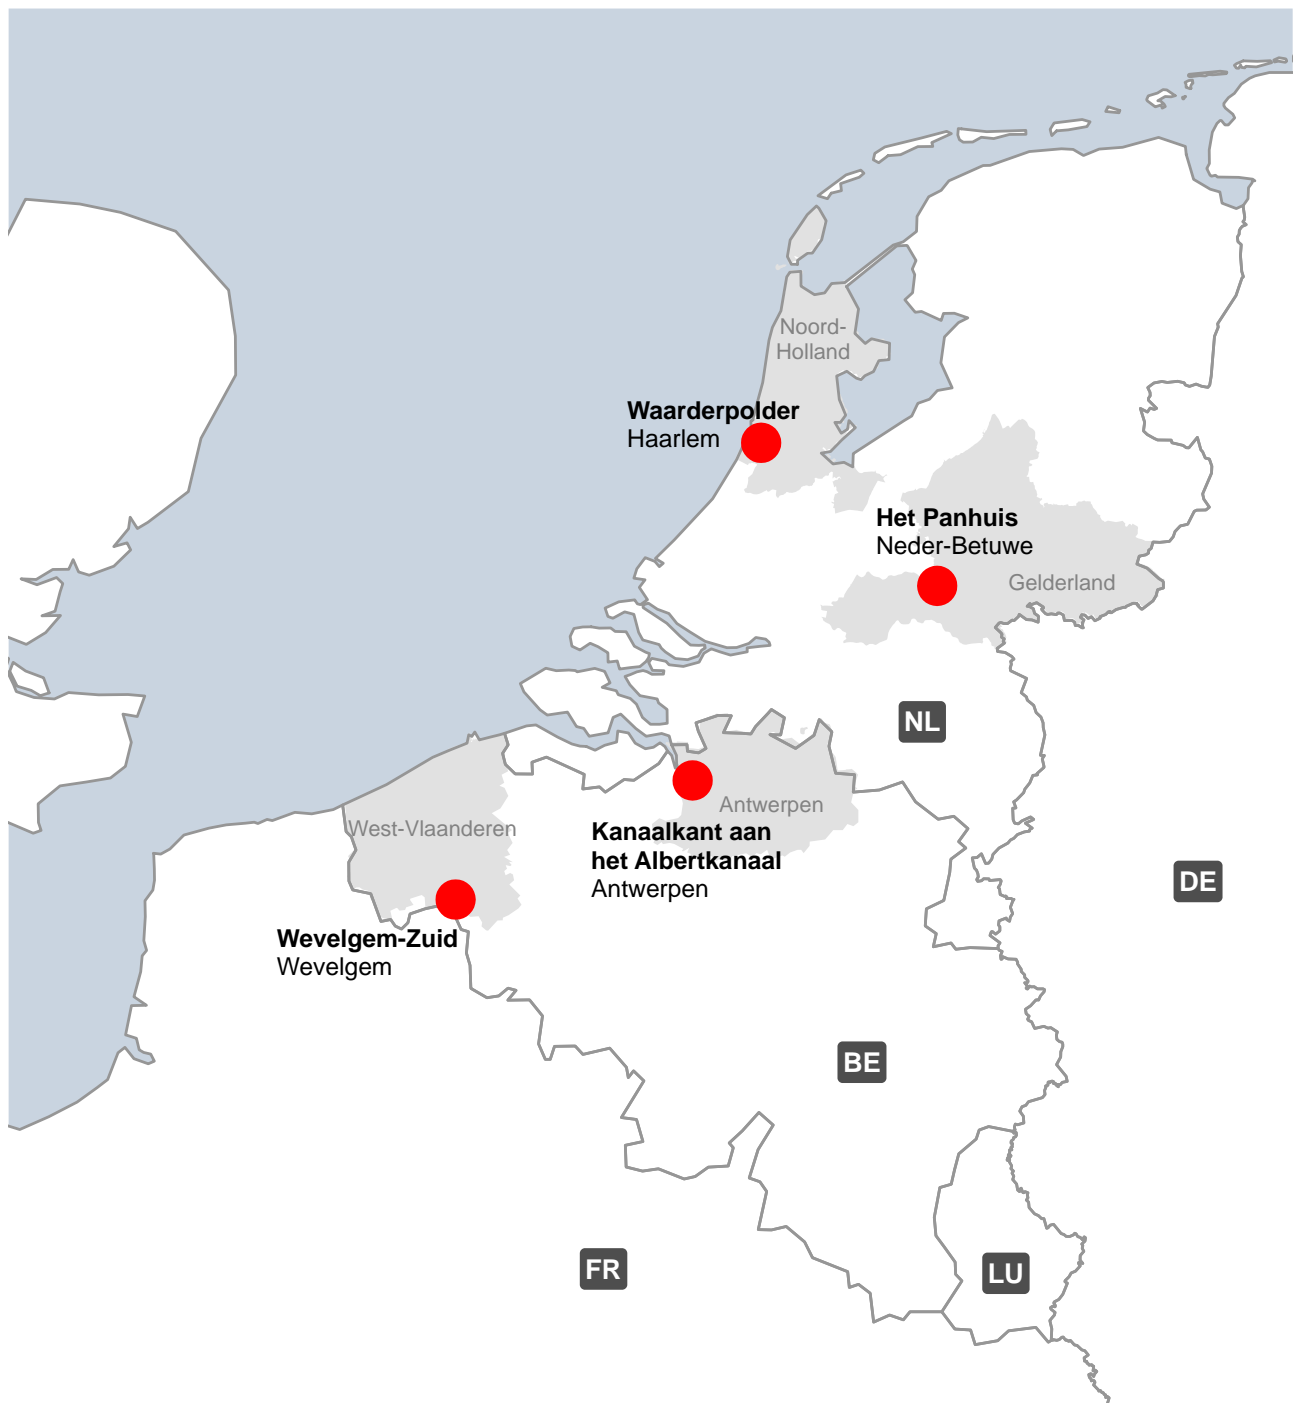 Noord-
Holland
Waarderpolder
Haarlem
Het Panhuis
Neder-Betuwe
Gelderland
NL
Antwerpen
West-Vlaanderen
Kanaalkant aan
het Albertkanaal
Antwerpen
DE
Wevelgem-Zuid
Wevelgem
BE
FR
LU